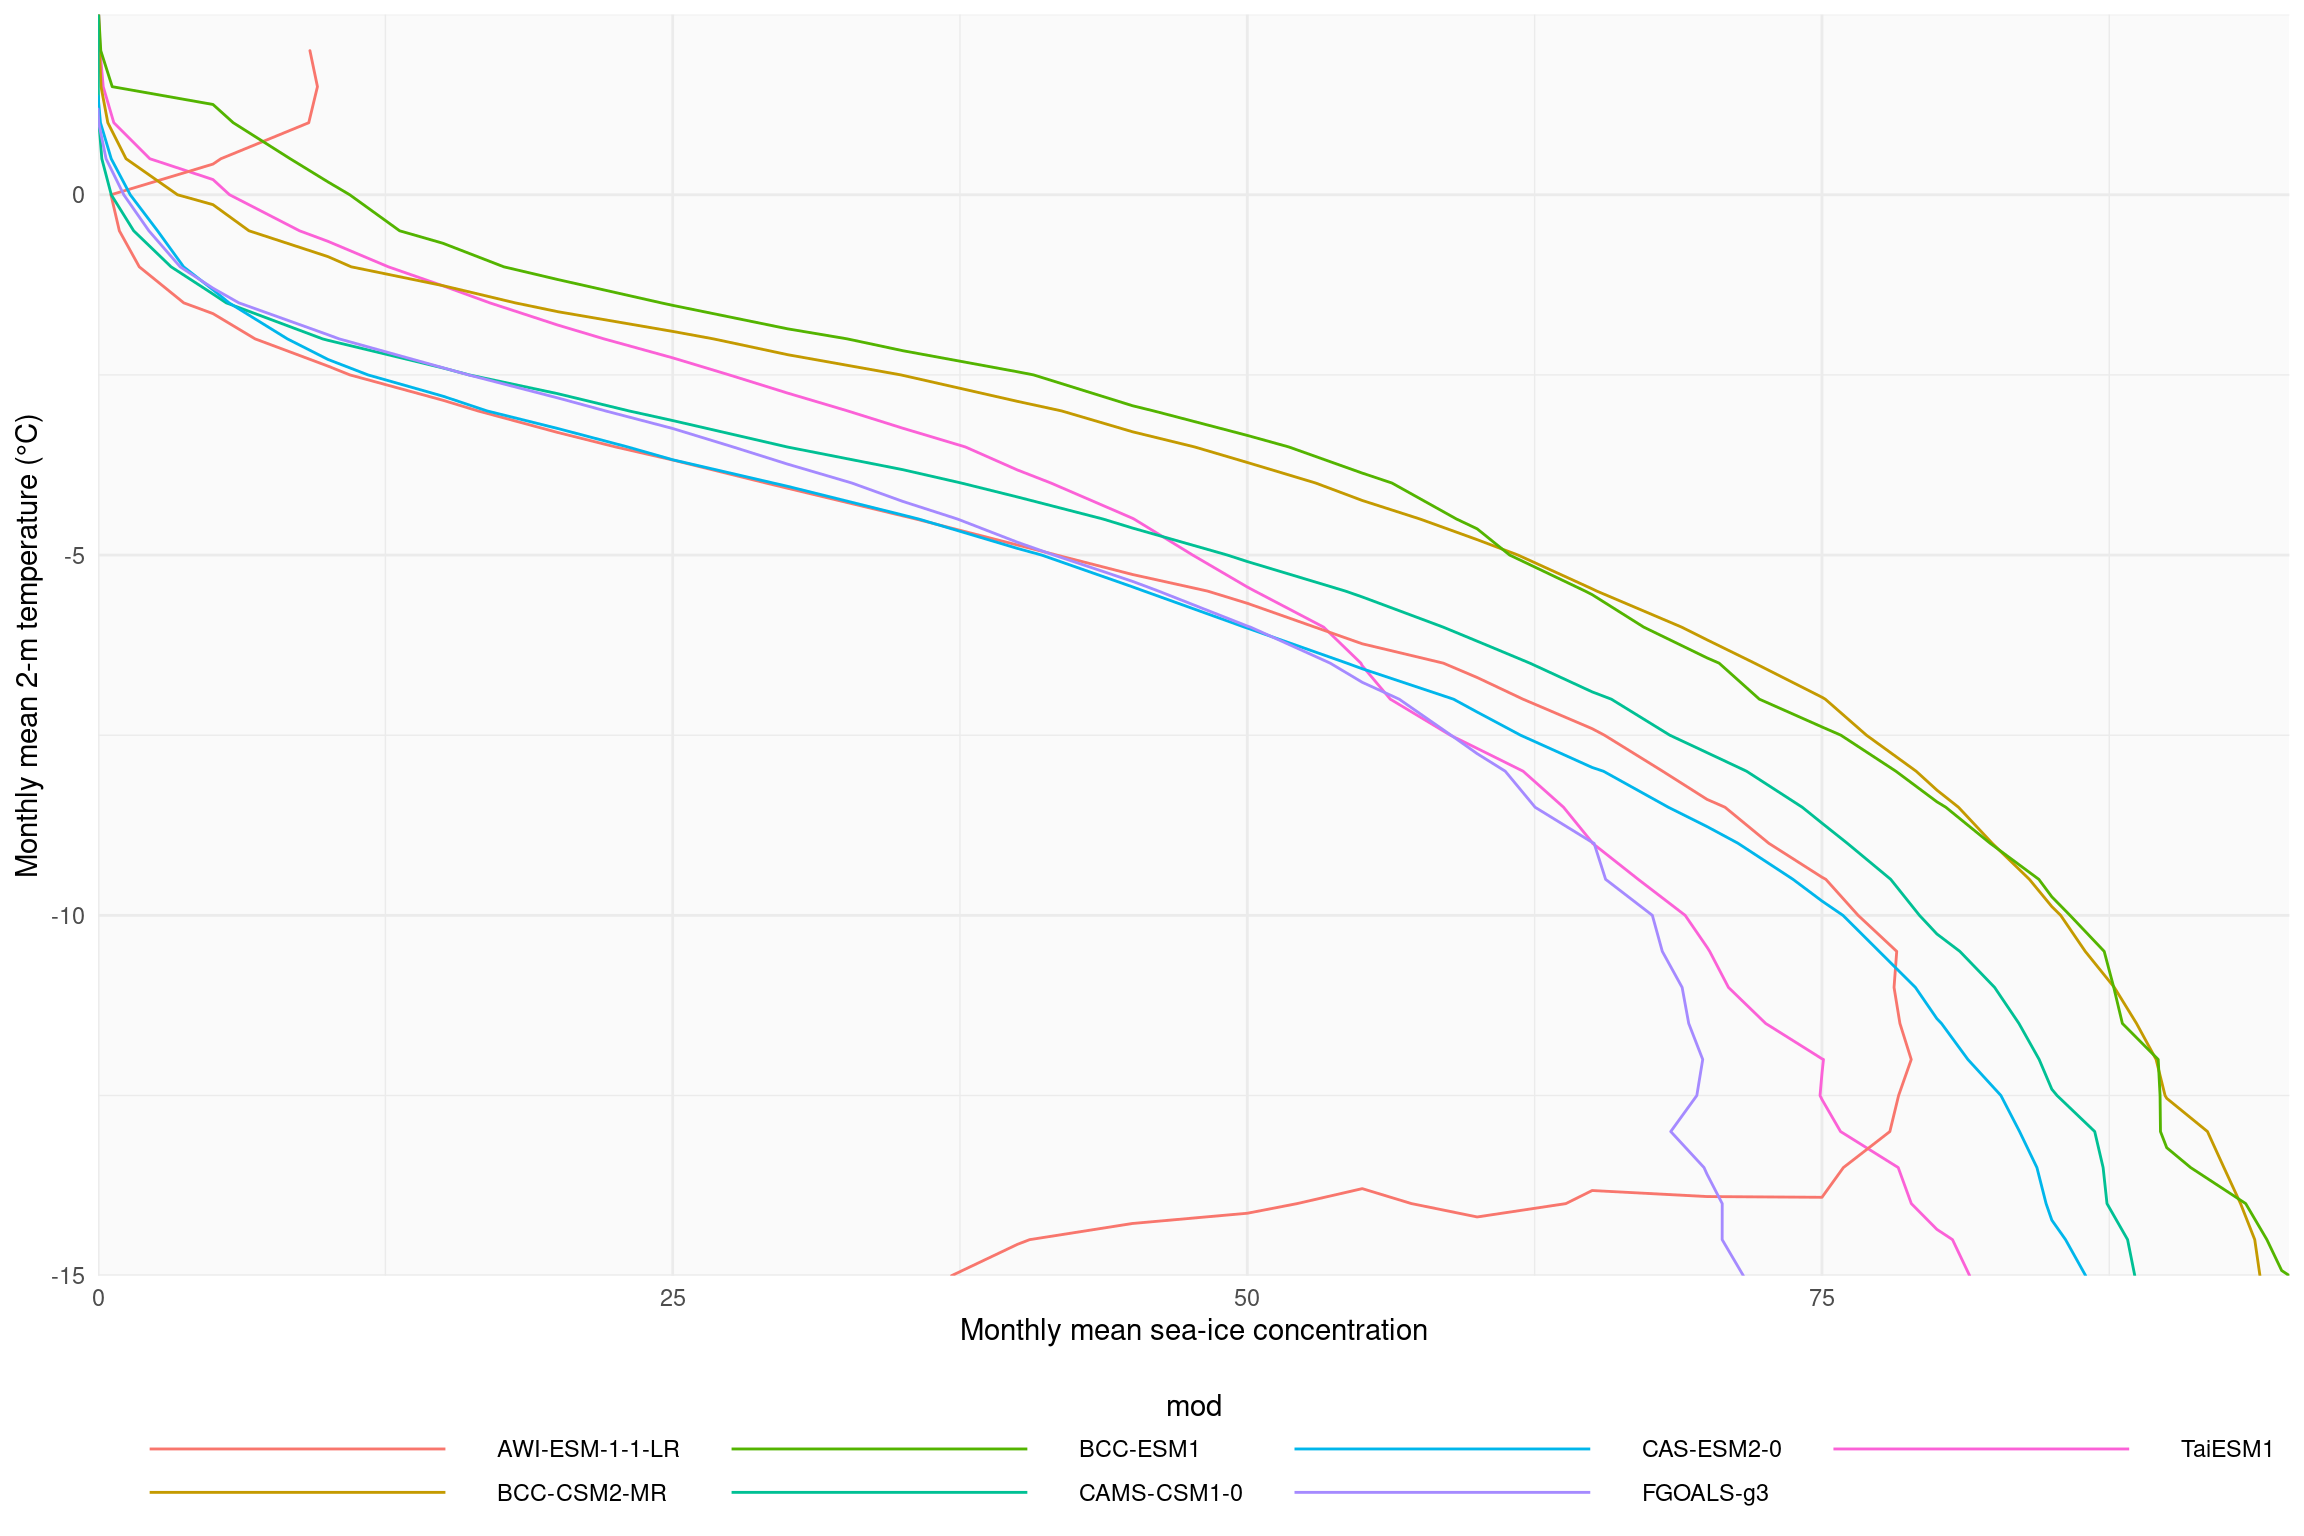 0
-5
-10
-15
Monthly mean 2-m temperature (°C)
0
25
50
75
Monthly mean sea-ice concentration
mod
AWI-ESM-1-1-LR
BCC-ESM1
CAS-ESM2-0
TaiESM1
BCC-CSM2-MR
CAMS-CSM1-0
FGOALS-g3